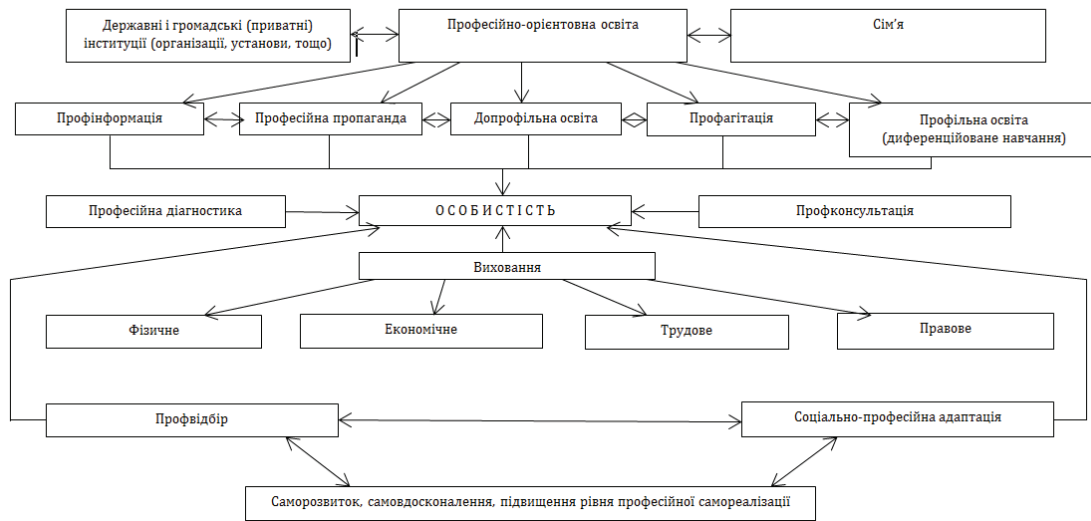 Державні і громадські (приватні)
інституції (організації, установи, тощо)
Професійно-орієнтовна освіта
Сім’я
Профінформація
Професійна пропаганда
Допрофільна освіта
Профагітація
Профільна освіта
(диференційоване навчання)
Професійна діагностика
О С О Б И С Т І С Т Ь
Профконсультація
Виховання
Фізичне
Економічне
Трудове
Правове
Профвідбір
Соціально-професійна адаптація
Саморозвиток, самовдосконалення, підвищення рівня професійної самореалізації